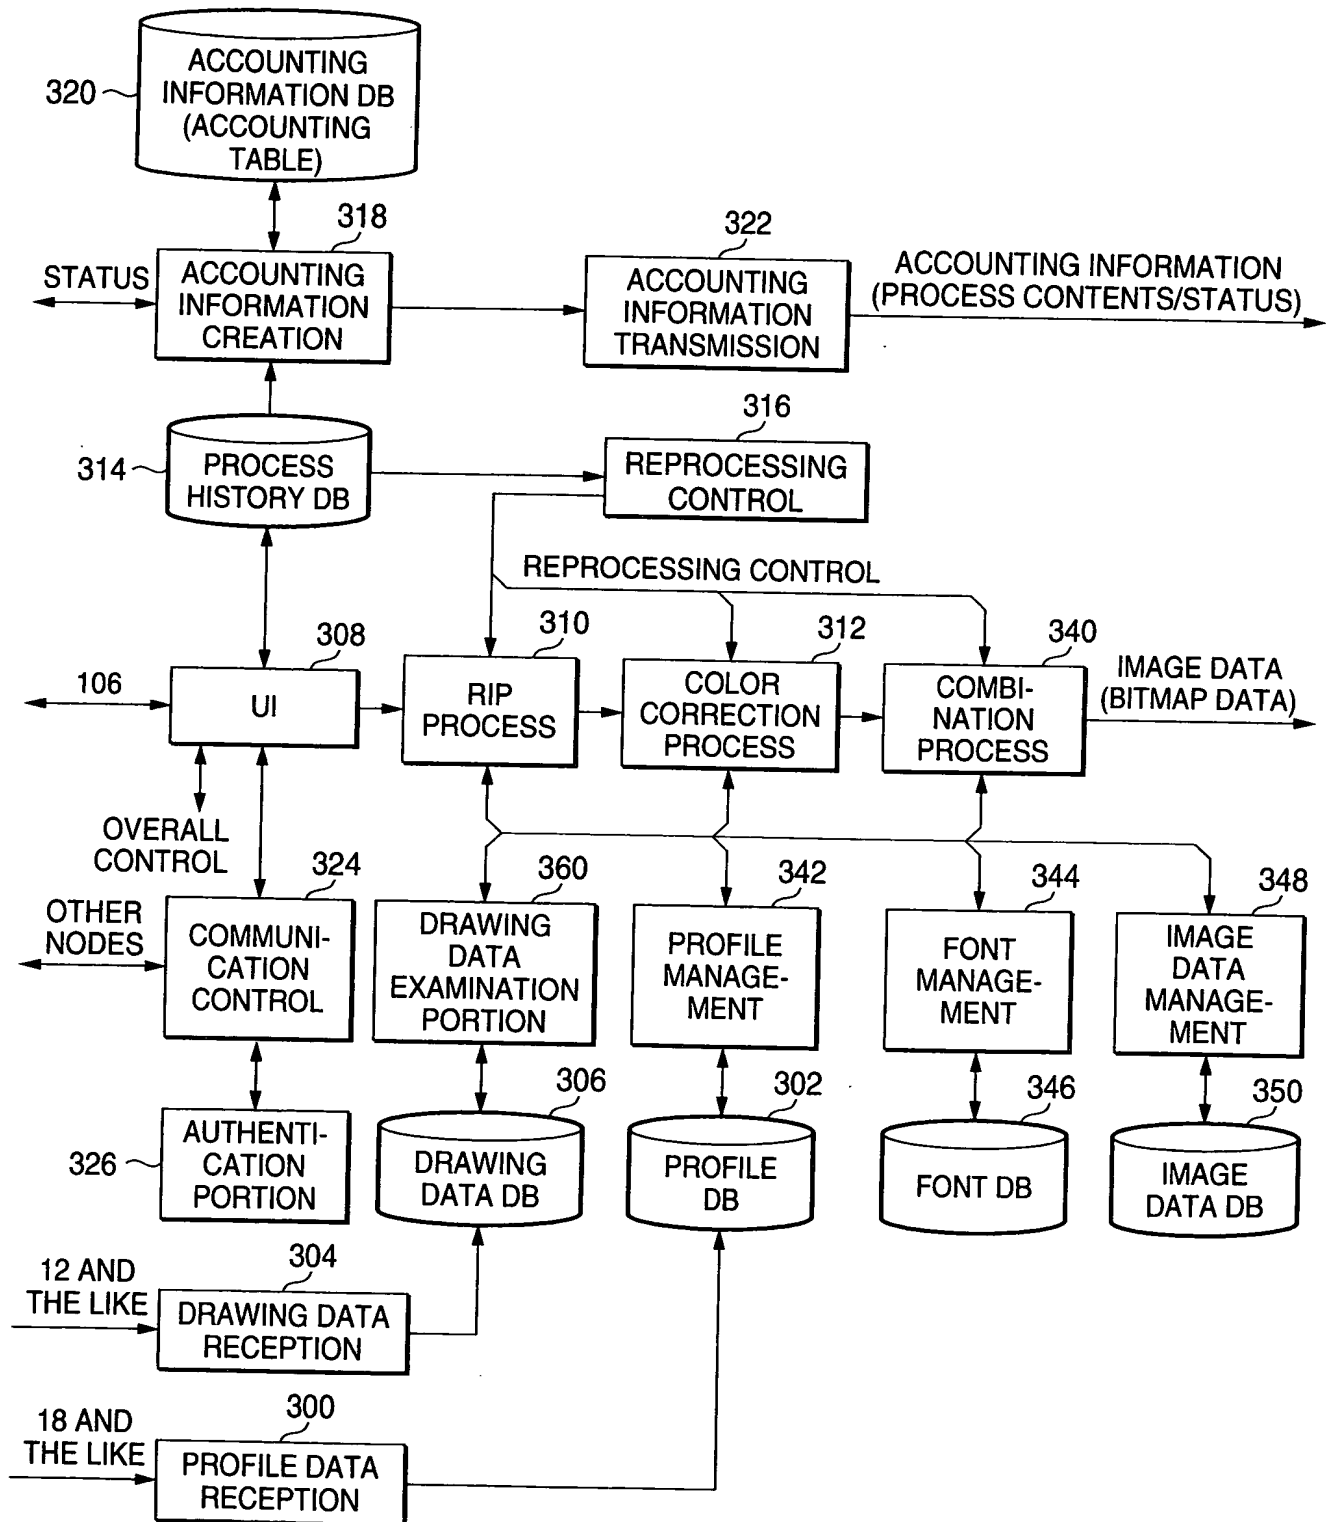 ACCOUNTING
INFORMATION DB
(ACCOUNTING
TABLE)
320
318
322
STATUS
ACCOUNTING
INFORMATION
CREATION
ACCOUNTING
INFORMATION
TRANSMISSION
ACCOUNTING INFORMATION
(PROCESS CONTENTS/STATUS)
314
PROCESS
HISTORY DB
316
REPROCESSING
CONTROL
REPROCESSING CONTROL
308
310
312
340
106
UI
RIP
PROCESS
COLOR
CORRECTION
PROCESS
COMBI-
NATION
PROCESS
IMAGE DATA
(BITMAP DATA)
OVERALL
CONTROL
324
360
342
344
348
OTHER
NODES
COMMUNI-
CATION
CONTROL
DRAWING
DATA
EXAMINATION
PORTION
PROFILE
MANAGE-
MENT
FONT
MANAGE-
MENT
IMAGE
DATA
MANAGE-
MENT
306
302
346
350
326
AUTHENTI-
CATION
PORTION
DRAWING
DATA DB
PROFILE
DB
FONT DB
IMAGE
DATA DB
12 AND
THE LIKE
304
DRAWING DATA
RECEPTION
18 AND
THE LIKE
300
PROFILE DATA
RECEPTION